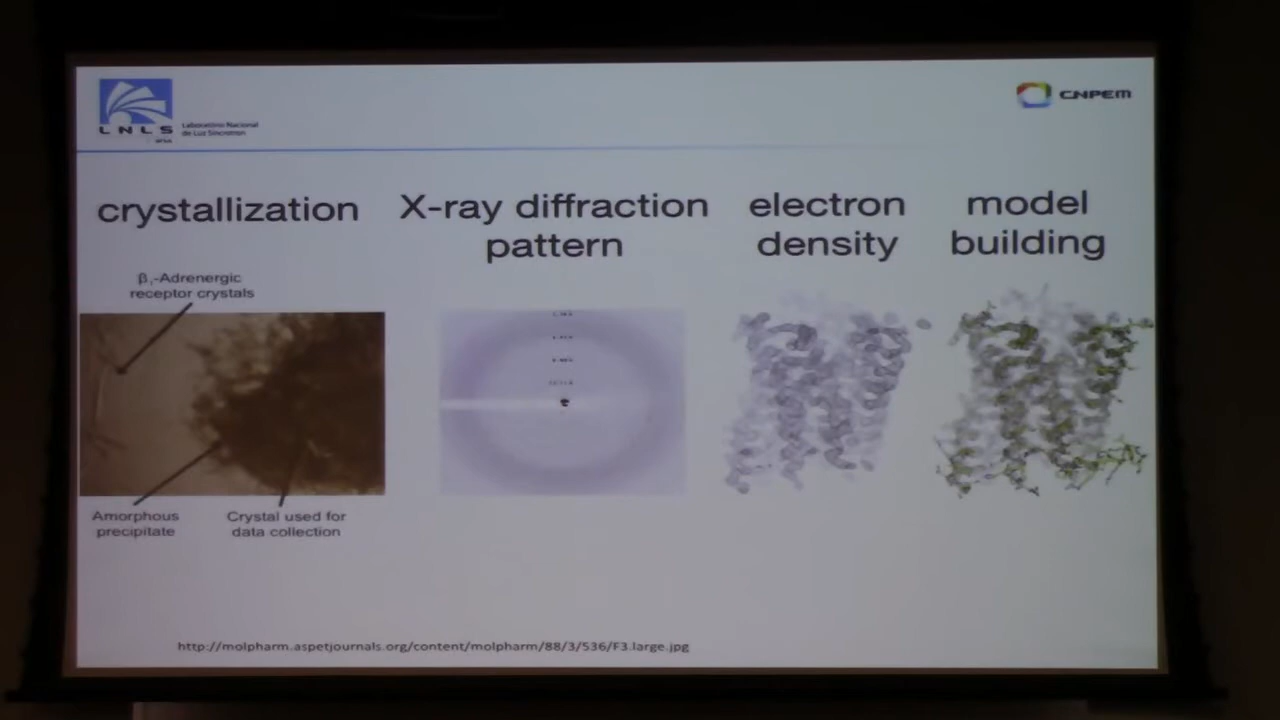 LNLS
Laboratório Nacional
de Luz Síncrotron
CNPEM
crystallization
X-ray diffraction
pattern
electron
density
model
building
β₁-Adrenergic
receptor crystals
Amorphous
precipitate
Crystal used for
data collection
http://molpharm.aspetjournals.org/content/molpharm/88/3/536/F3.large.jpg